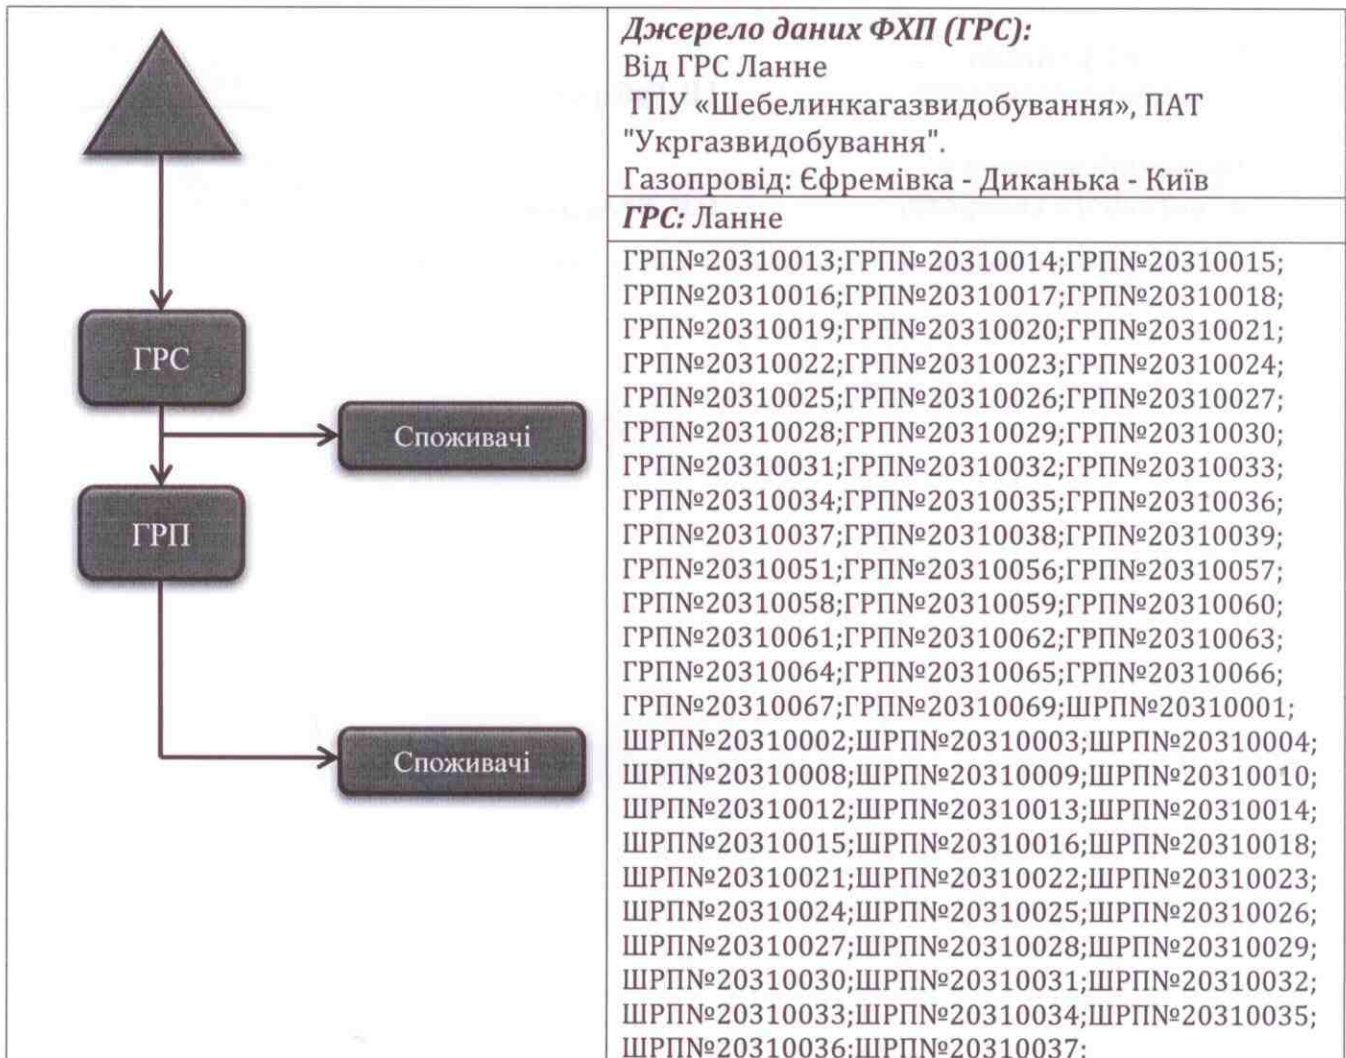 ГРС
Споживачі
ГРП
Споживачі
Джерело даних ФХП (ГРС):
Від ГРС Ланне
ГПУ «Шебелинкагазвидобування», ПАТ
"Укргазвидобування".
Газопровід: Єфремівка - Диканька - Київ
ГРС: Ланне
ГРП№20310013;ГРП№20310014;ГРП№20310015;
ГРП№20310016;ГРП№20310017;ГРП№20310018;
ГРП№20310019;ГРП№20310020;ГРП№20310021;
ГРП№20310022;ГРП№20310023;ГРП№20310024;
ГРП№20310025;ГРП№20310026;ГРП№20310027;
ГРП№20310028;ГРП№20310029;ГРП№20310030;
ГРП№20310031;ГРП№20310032;ГРП№20310033;
ГРП№20310034;ГРП№20310035;ГРП№20310036;
ГРП№20310037;ГРП№20310038;ГРП№20310039;
ГРП№20310051;ГРП№20310056;ГРП№20310057;
ГРП№20310058;ГРП№20310059;ГРП№20310060;
ГРП№20310061;ГРП№20310062;ГРП№20310063;
ГРП№20310064;ГРП№20310065;ГРП№20310066;
ГРП№20310067;ГРП№20310069;ШРП№20310001;
ШРП№20310002;ШРП№20310003;ШРП№20310004;
ШРП№20310008;ШРП№20310009;ШРП№20310010;
ШРП№20310012;ШРП№20310013;ШРП№20310014;
ШРП№20310015;ШРП№20310016;ШРП№20310018;
ШРП№20310021;ШРП№20310022;ШРП№20310023;
ШРП№20310024;ШРП№20310025;ШРП№20310026;
ШРП№20310027;ШРП№20310028;ШРП№20310029;
ШРП№20310030;ШРП№20310031;ШРП№20310032;
ШРП№20310033;ШРП№20310034;ШРП№20310035;
ШРП№20310036;ШРП№20310037;